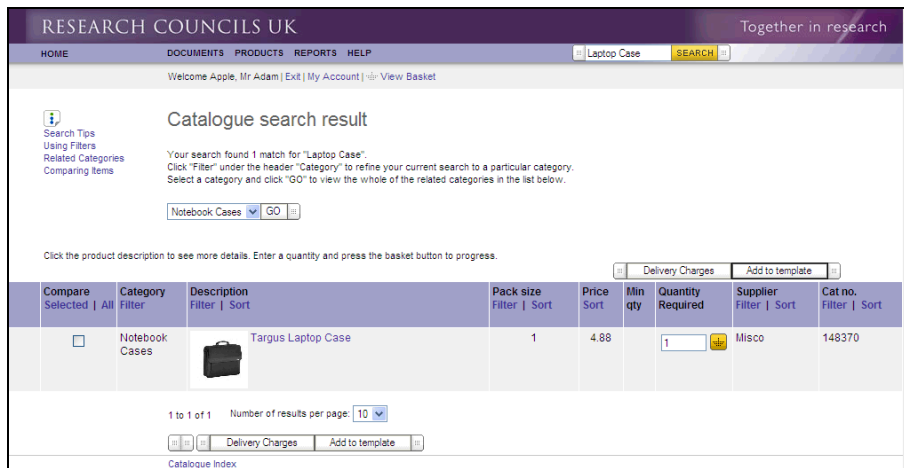 RESEARCH COUNCILS UK
Together in research
HOME DOCUMENTS PRODUCTS REPORTS HELP Laptop Case SEARCH
Welcome Apple, Mr Adam | Exit | My Account | View Basket
Search Tips
Using Filters
Related Categories
Comparing Items
Catalogue search result
Your search found 1 match for "Laptop Case".
Click "Filter" under the header "Category" to refine your current search to a particular category.
Select a category and click "GO" to view the whole of the related categories in the list below.
Notebook Cases GO
Click the product description to see more details. Enter a quantity and press the basket button to progress.
Delivery Charges Add to template
Compare Category Description Pack size Price Min Quantity Supplier Cat no.
Selected | All Filter Filter | Sort Filter | Sort Sort qty Required Filter | Sort Filter | Sort
Notebook Targus Laptop Case 1 4.88 1 Misco 148370
Cases
1 to 1 of 1 Number of results per page: 10
Delivery Charges Add to template
Catalogue Index